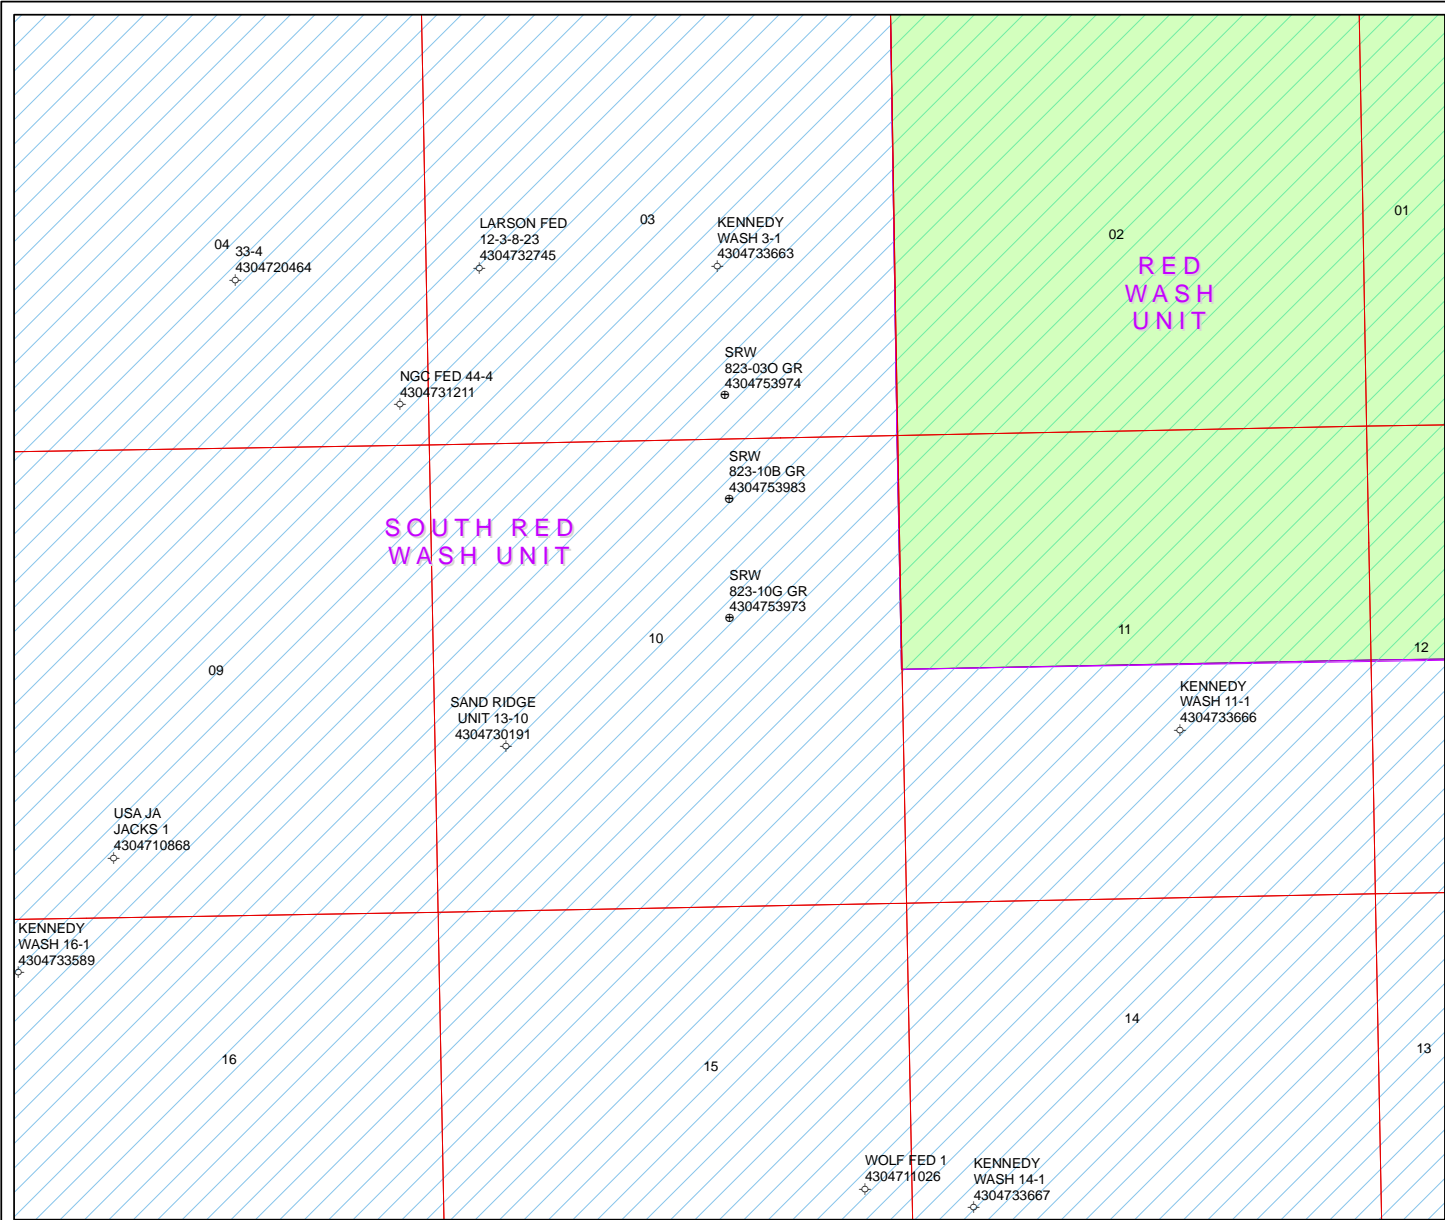 01
03
02
04
LARSON FED
12-3-8-23
4304732745
KENNEDY
WASH 3-1
4304733663
33-4
4304720464
RED
WASH
UNIT
SRW
823-03O GR
4304753974
NGC FED 44-4
4304731211
SRW
823-10B GR
4304753983
SOUTH RED
WASH UNIT
SRW
823-10G GR
4304753973
10
11
12
09
KENNEDY
WASH 11-1
4304733666
SAND RIDGE
UNIT 13-10
4304730191
USA JA
JACKS 1
4304710868
KENNEDY
WASH 16-1
4304733589
14
13
16
15
WOLF FED 1
4304711026
KENNEDY
WASH 14-1
4304733667